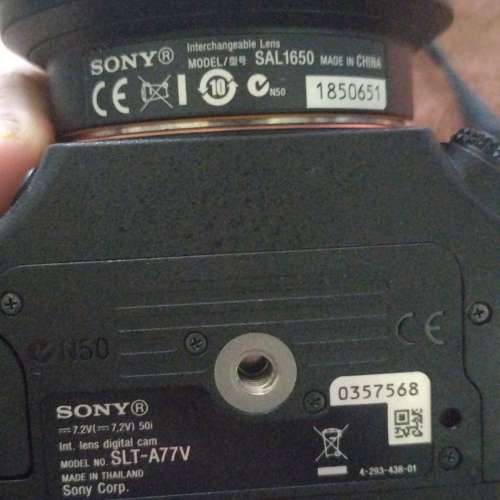 Interchangeable Lens
SONY® MODEL/型号 SAL1650 MADE IN CHINA
CE 10 N50 1850651
CE
N50
0357568
SONY®
7.2V(⎓7.2V) 50i
Int. lens digital cam
MODEL NO. SLT-A77V
MADE IN THAILAND
Sony Corp.
4-293-438-01